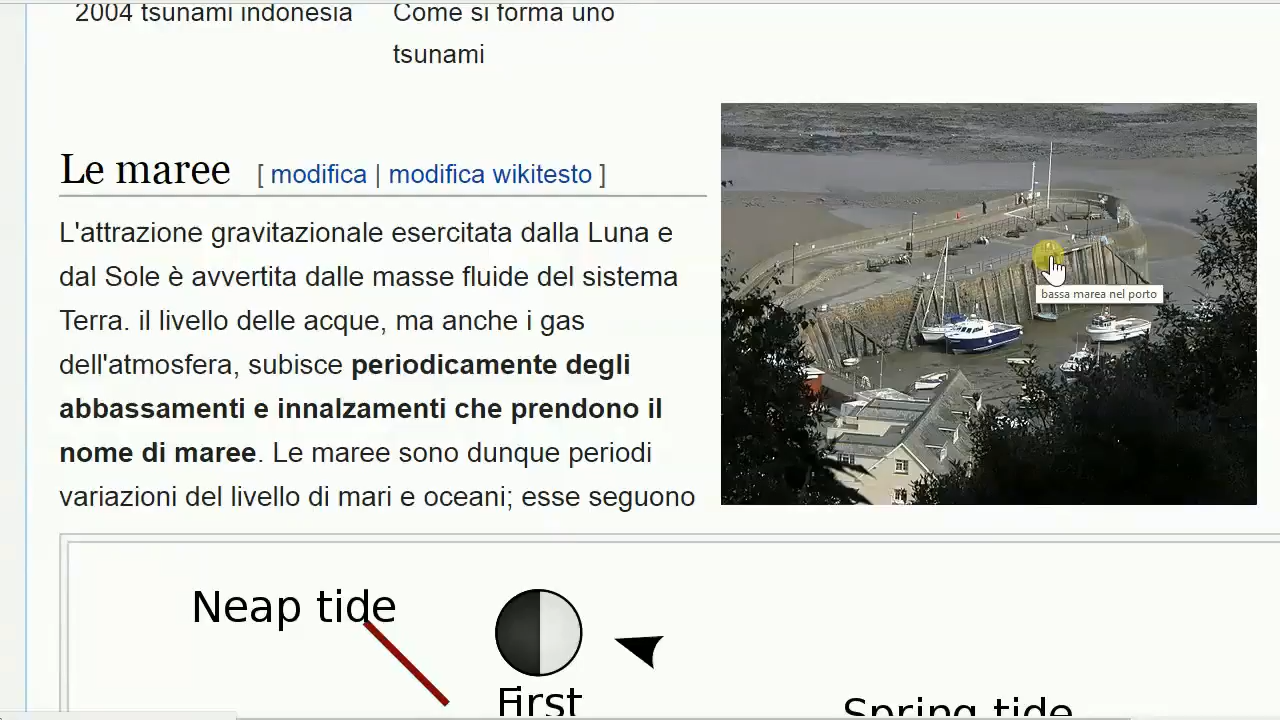 2004 tsunami indonesia
Come si forma uno
tsunami
Le maree [ modifica | modifica wikitesto ]
L'attrazione gravitazionale esercitata dalla Luna e
dal Sole è avvertita dalle masse fluide del sistema
Terra. il livello delle acque, ma anche i gas
dell'atmosfera, subisce periodicamente degli
abbassamenti e innalzamenti che prendono il
nome di maree. Le maree sono dunque periodi
variazioni del livello di mari e oceani; esse seguono
bassa marea nel porto
Neap tide
First
Spring tide